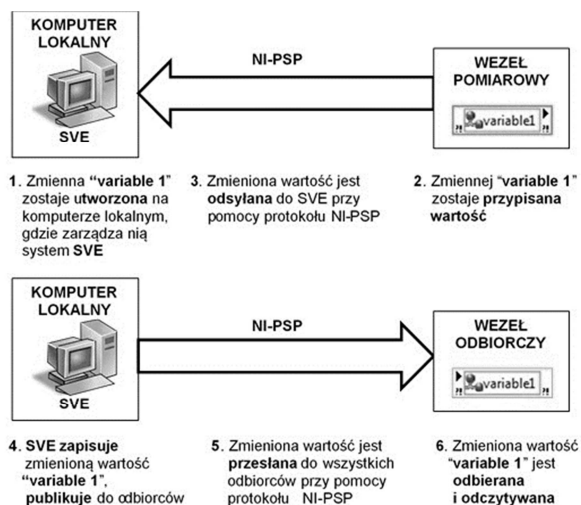 KOMPUTER
LOKALNY
SVE
NI-PSP
WĘZEŁ
POMIAROWY
variable1
1. Zmienna “variable 1”
zostaje utworzona na
komputerze lokalnym,
gdzie zarządza nią
system SVE
3. Zmieniona wartość jest
odsyłana do SVE przy
pomocy protokołu NI-PSP
2. Zmiennej “variable 1”
zostaje przypisana
wartość
KOMPUTER
LOKALNY
SVE
NI-PSP
WĘZEŁ
ODBIORCZY
variable1
4. SVE zapisuje
zmienioną wartość
“variable 1”,
publikuje do odbiorców
5. Zmieniona wartość jest
przesłana do wszystkich
odbiorców przy pomocy
protokołu NI-PSP
6. Zmieniona wartość
“variable 1” jest
odbierana
i odczytywana